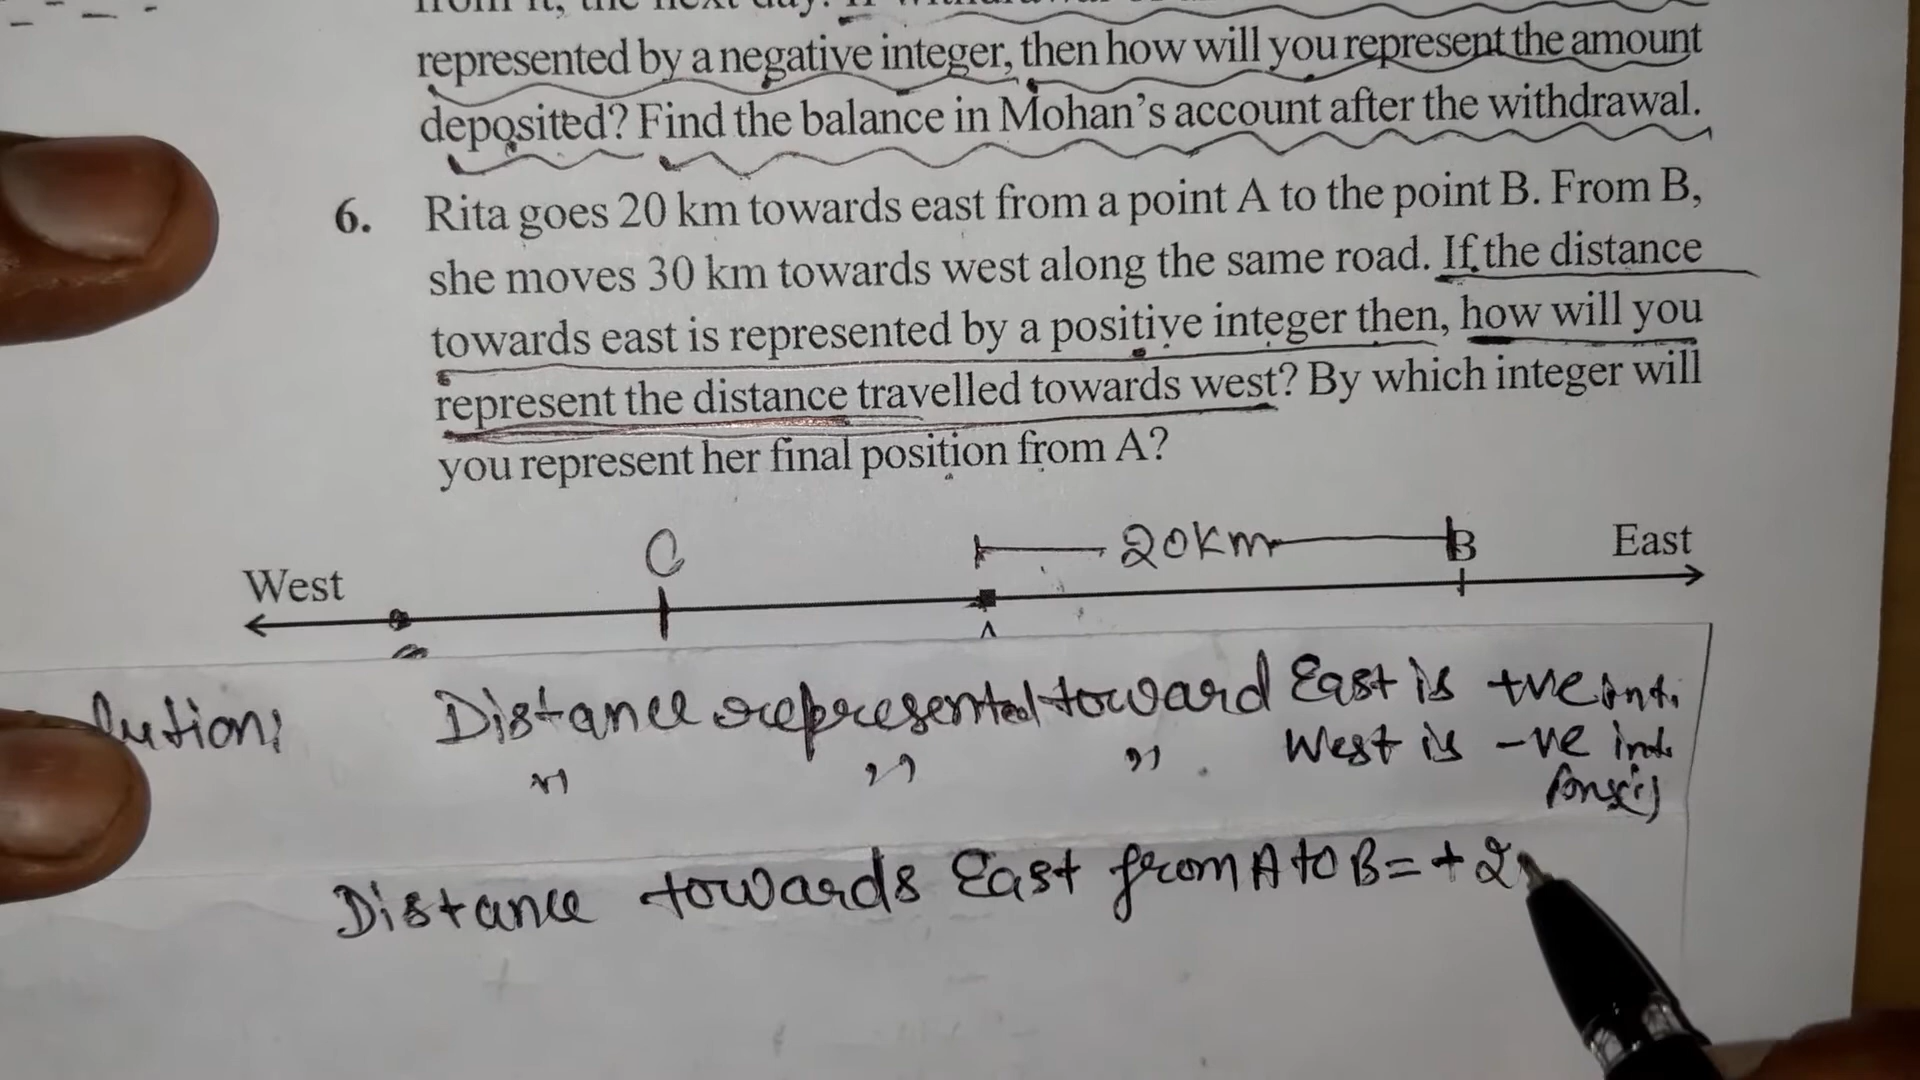 represented by a negative integer, then how will you represent the amount
deposited? Find the balance in Mohan's account after the withdrawal.
6. Rita goes 20 km towards east from a point A to the point B. From B,
she moves 30 km towards west along the same road. If the distance
towards east is represented by a positive integer then, how will you
represent the distance travelled towards west? By which integer will
you represent her final position from A?
C 20km B East
West
A
lution: Distance represented toward East is +ve int.
" " " West is -ve int.
Distance towards East from A to B = + 2